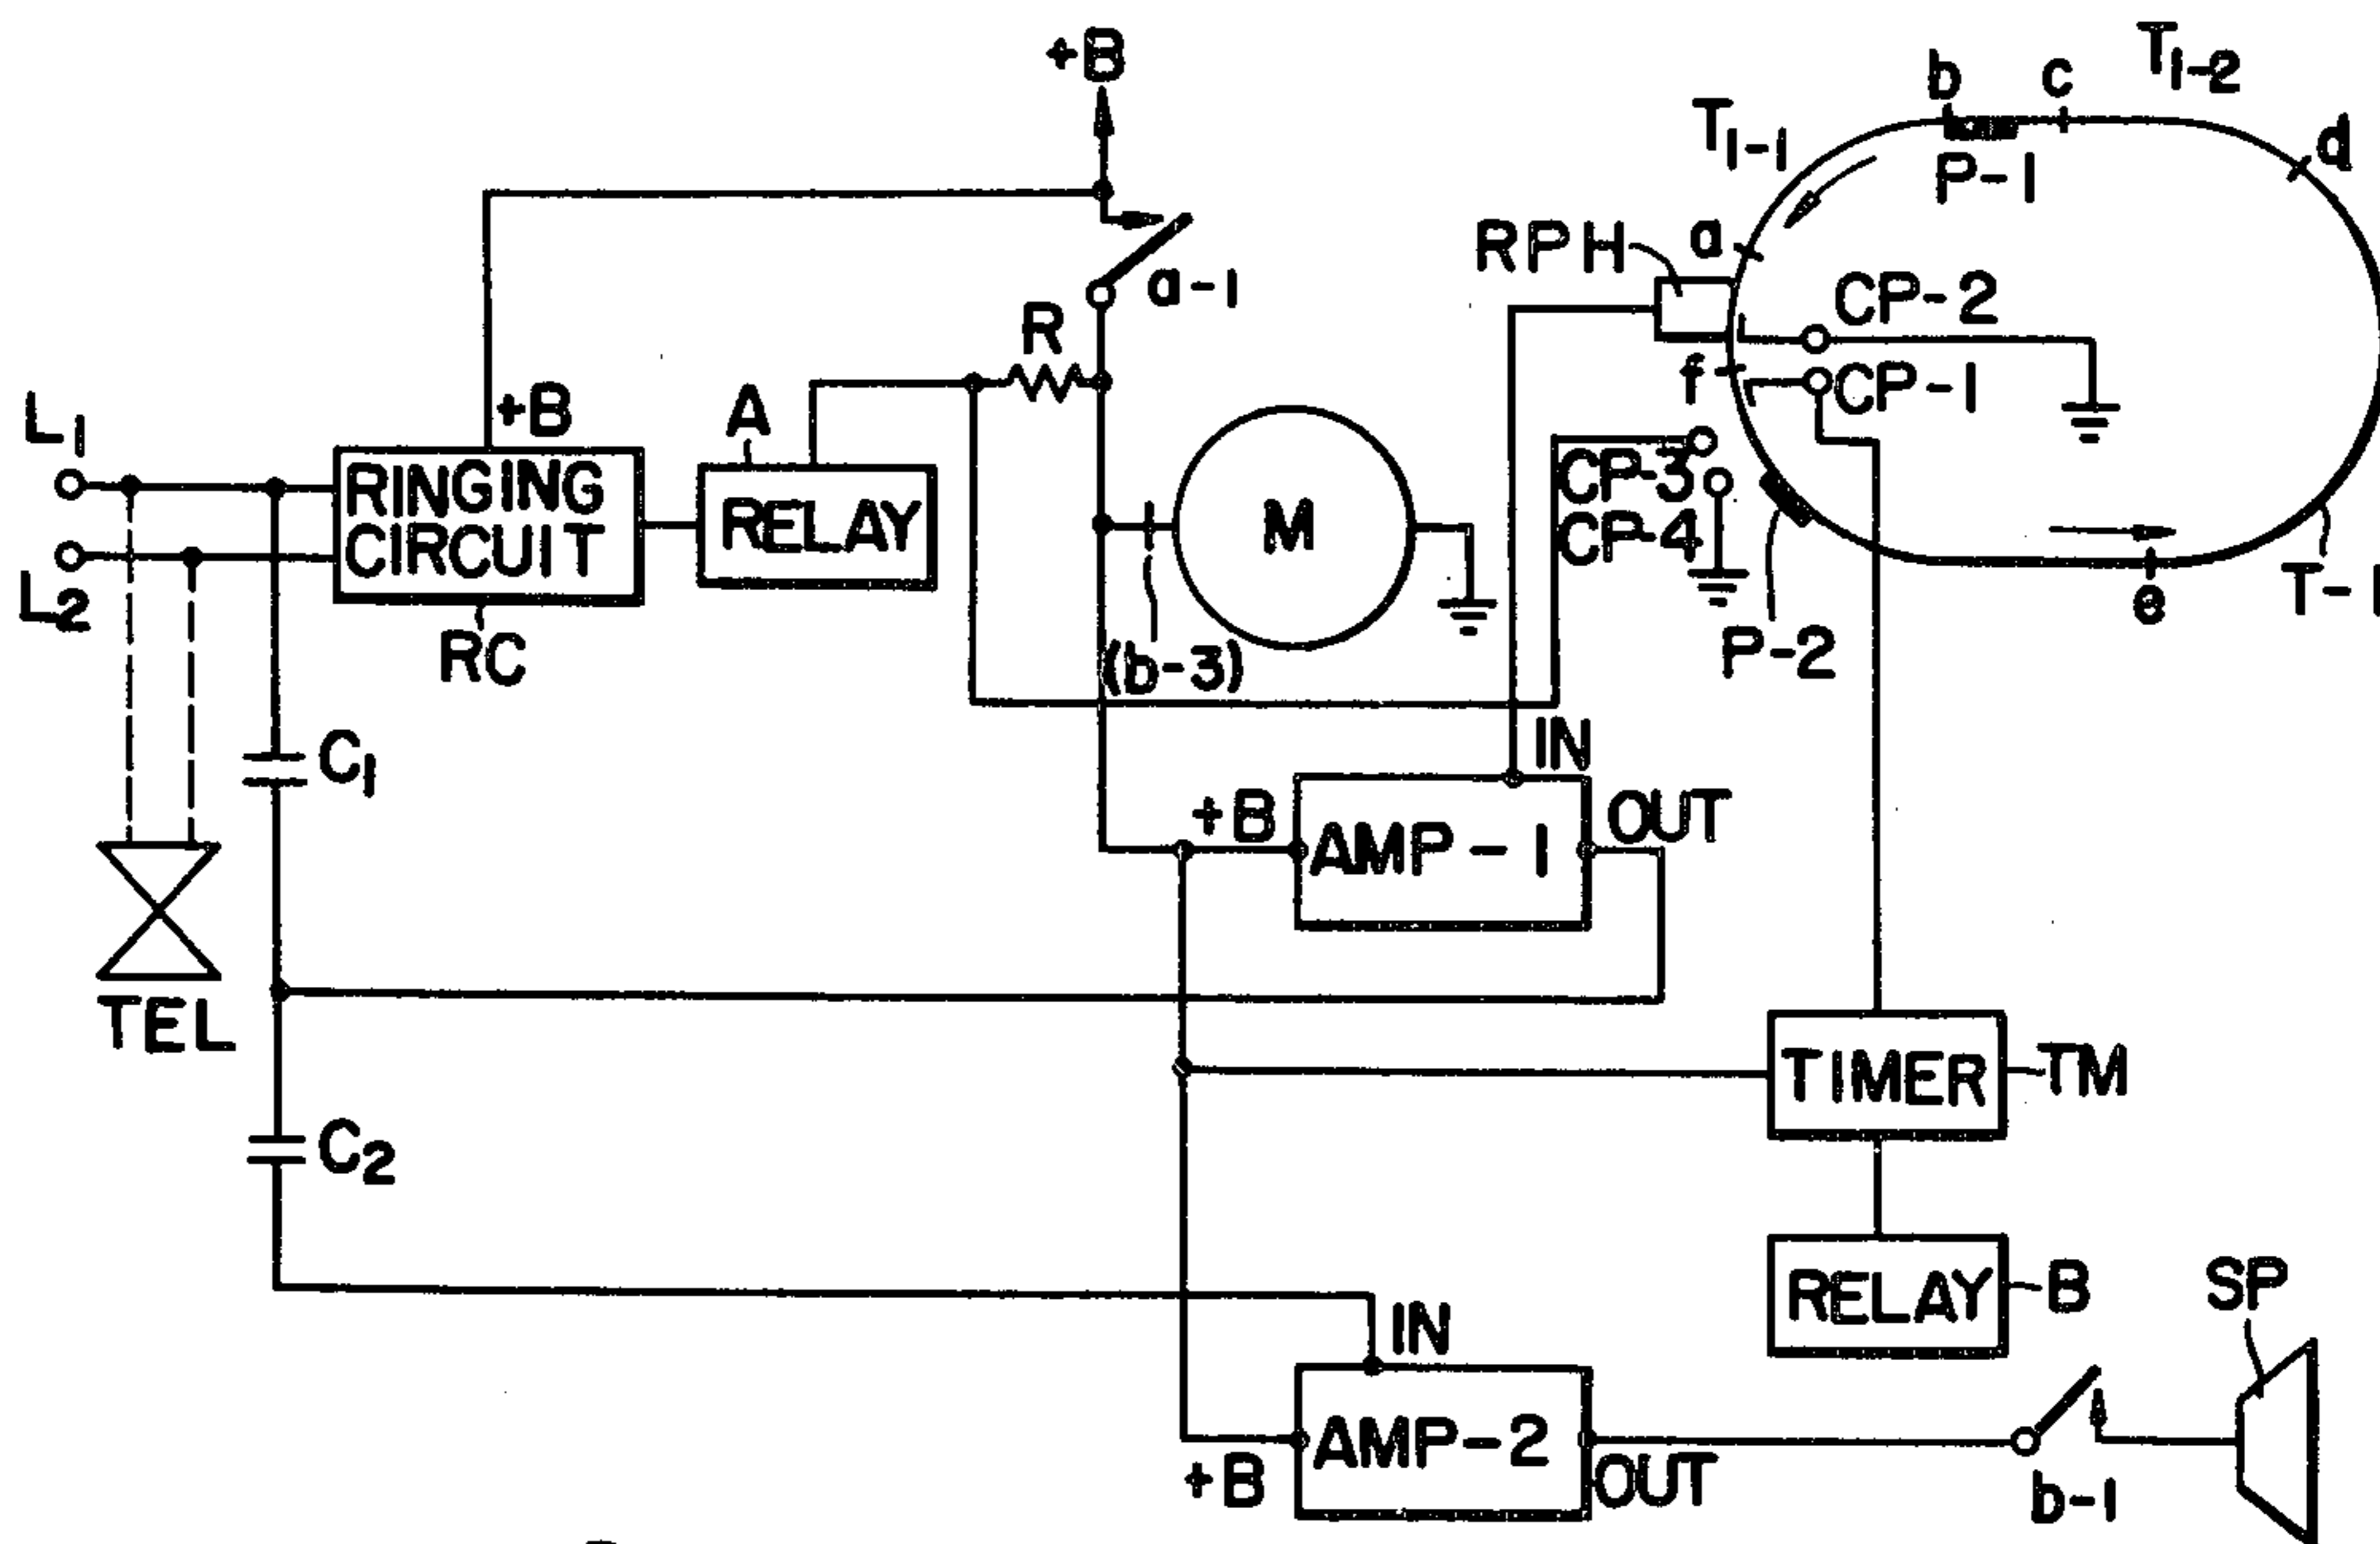 +B
b
c
T1-2
T1-1
d
P-1
RPH
a
a-1
CP-2
R
f
CP-1
L1
+B
A
CP-3
RINGING
CIRCUIT
RELAY
M
CP-4
e
T-1
L2
RC
(b-3)
P-2
C1
IN
+B
AMP-1
OUT
TEL
TIMER
TM
C2
RELAY
B
SP
IN
AMP-2
+B
OUT
b-1